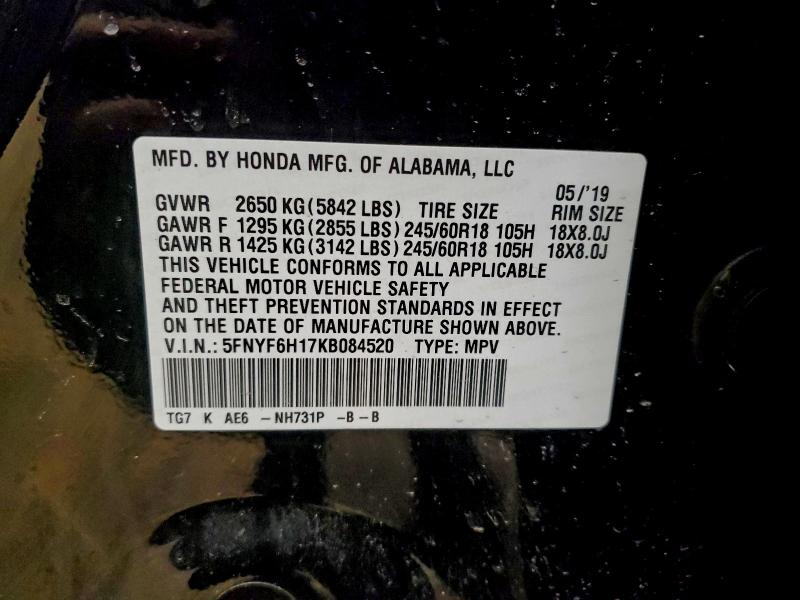 MFD. BY HONDA MFG. OF ALABAMA, LLC
05/'19
GVWR 2650 KG(5842 LBS) TIRE SIZE RIM SIZE
GAWR F 1295 KG(2855 LBS)245/60R18 105H 18X8.0J
GAWR R 1425 KG(3142 LBS)245/60R18 105H 18X8.0J
THIS VEHICLE CONFORMS TO ALL APPLICABLE
FEDERAL MOTOR VEHICLE SAFETY
AND THEFT PREVENTION STANDARDS IN EFFECT
ON THE DATE OF MANUFACTURE SHOWN ABOVE.
V.I.N.: 5FNYF6H17KB084520 TYPE: MPV
TG7 K AE6 -NH731P -B-B